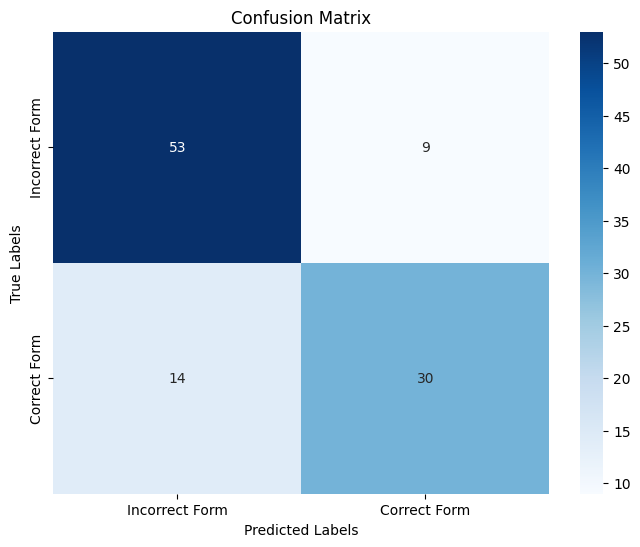 Confusion Matrix
Incorrect Form
Correct Form
True Labels
53
9
14
30
Incorrect Form
Correct Form
Predicted Labels
50
45
40
35
30
25
20
15
10